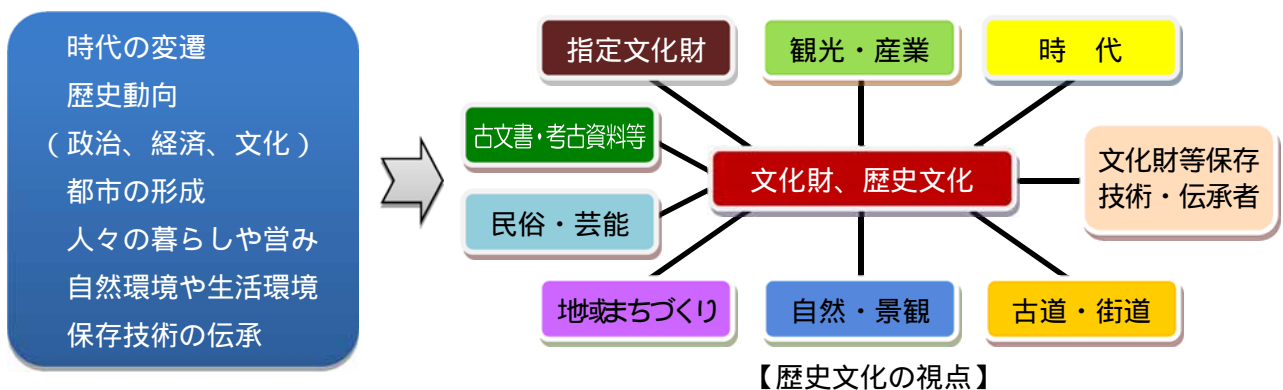 時代の変遷
歴史動向
（政治、経済、文化）
都市の形成
人々の暮らしや営み
自然環境や生活環境
保存技術の伝承
指定文化財
観光・産業
時　代
古文書・考古資料等
文化財、歴史文化
文化財等保存
技術・伝承者
民俗・芸能
地域まちづくり
自然・景観
古道・街道
【歴史文化の視点】